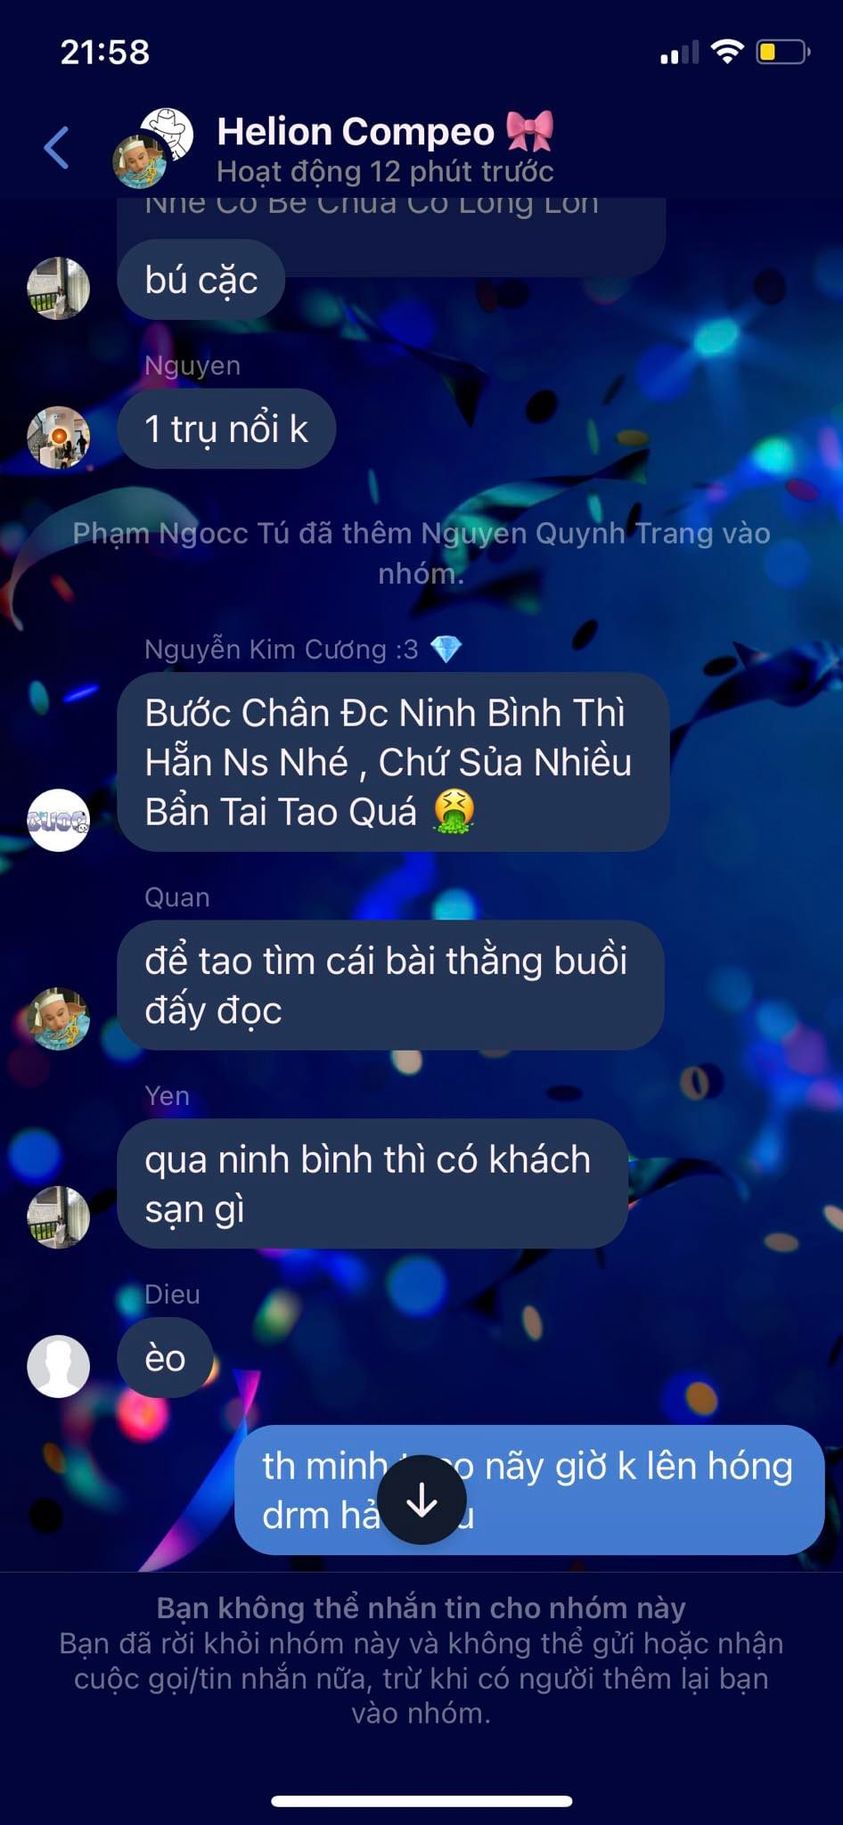 21:58
Helion Compeo 🎀
Hoạt động 12 phút trước
Nhé Cô Bé Chưa Có Lông Lồn
bú cặc
Nguyen
1 trụ nổi k
Phạm Ngocc Tú đã thêm Nguyen Quynh Trang vào
nhóm.
Nguyễn Kim Cương :3 💎
Bước Chân Đc Ninh Bình Thì
Hẵn Ns Nhé , Chứ Sủa Nhiều
Bẩn Tai Tao Quá 🤮
Quan
để tao tìm cái bài thằng buồi
đấy đọc
Yen
qua ninh bình thì có khách
sạn gì
Dieu
èo
th minh nãy giờ k lên hóng
drm
Bạn không thể nhắn tin cho nhóm này
Bạn đã rời khỏi nhóm này và không thể gửi hoặc nhận
cuộc gọi/tin nhắn nữa, trừ khi có người thêm lại bạn
vào nhóm.